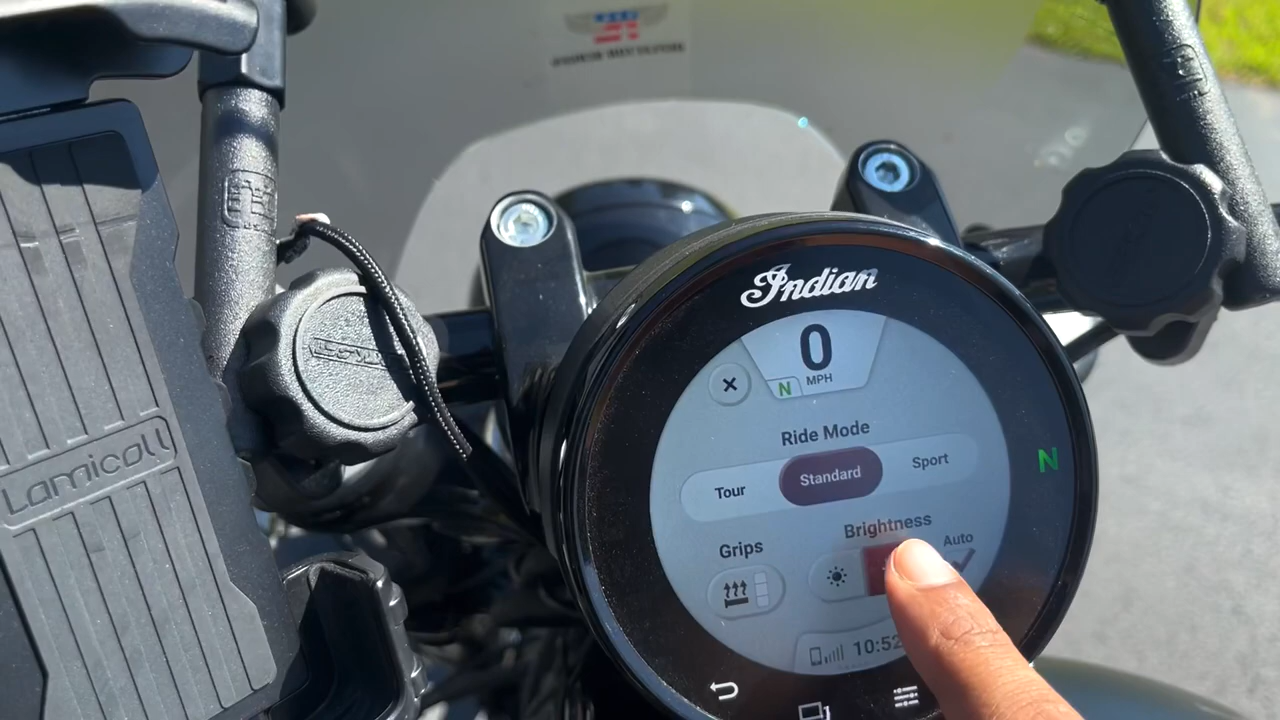 Indian
0
MPH
N
N
Ride Mode
Tour
Standard
Sport
Brightness
Grips
Auto
10:52
Lamicall